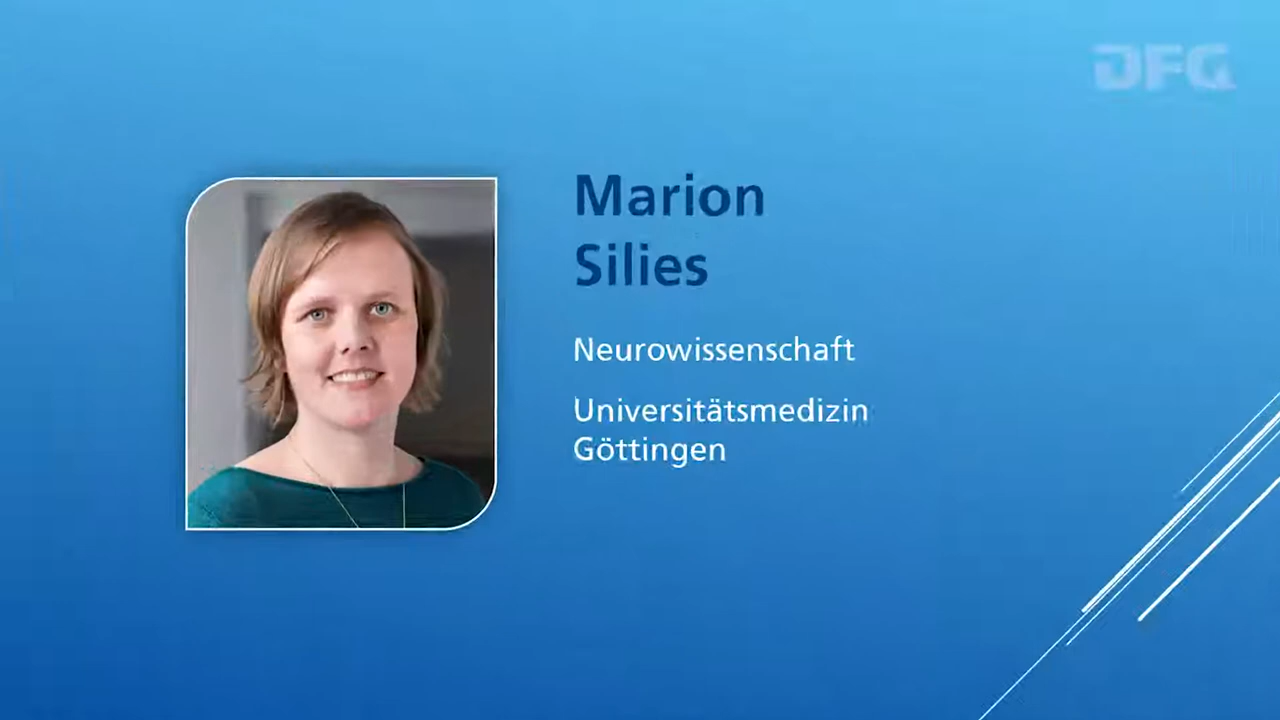 DFG
Marion
Silies
Neurowissenschaft
Universitätsmedizin
Göttingen